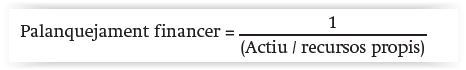 Palanquejament financer = 1
(Actiu / recursos propis)